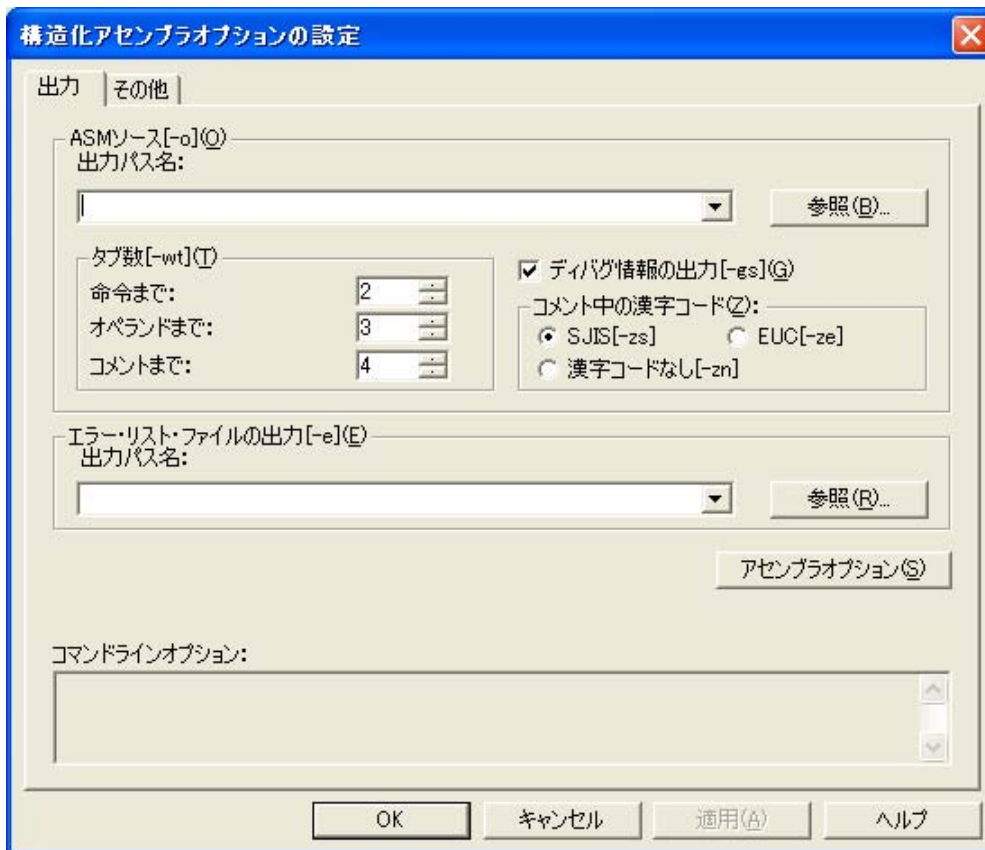 構造化アセンブラオプションの設定
出力 その他
ASMソース[-o](O)
出力パス名:
参照(B)...
タブ数[-wt](T)
命令まで: 2
オペランドまで: 3
コメントまで: 4
ディバグ情報の出力[-gs](G)
コメント中の漢字コード(Z):
SJIS[-zs] EUC[-ze]
漢字コードなし[-zn]
エラー・リスト・ファイルの出力[-e](E)
出力パス名:
参照(R)...
アセンブラオプション(S)
コマンドラインオプション:
OK キャンセル 適用(A) ヘルプ